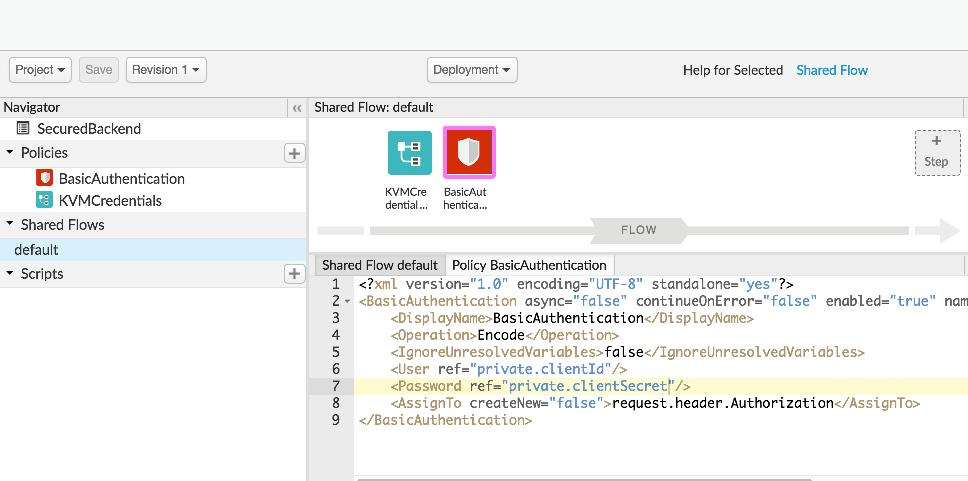 Project
Save
Revision 1
Deployment
Help for Selected
Shared Flow
Navigator
«
Shared Flow: default
SecuredBackend
Policies
+
BasicAuthentication
KVMCredentials
Shared Flows
default
Scripts
+
KVMCre
dential...
BasicAut
hentica...
+
Step
FLOW
Shared Flow default
Policy BasicAuthentication
1 <?xml version="1.0" encoding="UTF-8" standalone="yes"?>
2 <BasicAuthentication async="false" continueOnError="false" enabled="true" nam
3 <DisplayName>BasicAuthentication</DisplayName>
4 <Operation>Encode</Operation>
5 <IgnoreUnresolvedVariables>false</IgnoreUnresolvedVariables>
6 <User ref="private.clientId"/>
7 <Password ref="private.clientSecret"/>
8 <AssignTo createNew="false">request.header.Authorization</AssignTo>
9 </BasicAuthentication>